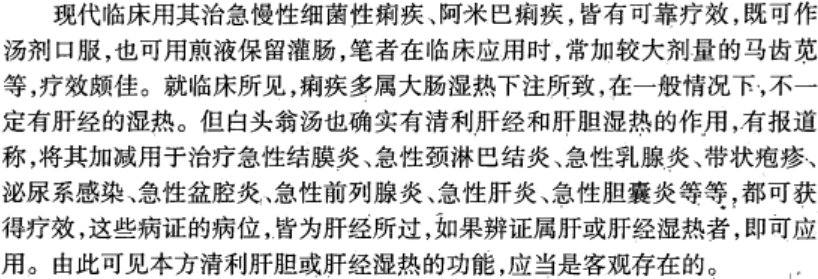 现代临床用其治急慢性细菌性痢疾、阿米巴痢疾，皆有可靠疗效，既可作
汤剂口服，也可用煎液保留灌肠，笔者在临床应用时，常加较大剂量的马齿苋
等，疗效颇佳。就临床所见，痢疾多属大肠湿热下注所致，在一般情况下，不一
定有肝经的湿热。但白头翁汤也确实有清利肝经和肝胆湿热的作用，有报道
称，将其加减用于治疗急性结膜炎、急性颈淋巴结炎、急性乳腺炎、带状疱疹、
泌尿系感染、急性盆腔炎、急性前列腺炎、急性肝炎、急性胆囊炎等等，都可获
得疗效，这些病证的病位，皆为肝经所过，如果辨证属肝或肝经湿热者，即可应
用。由此可见本方清利肝胆或肝经湿热的功能，应当是客观存在的。